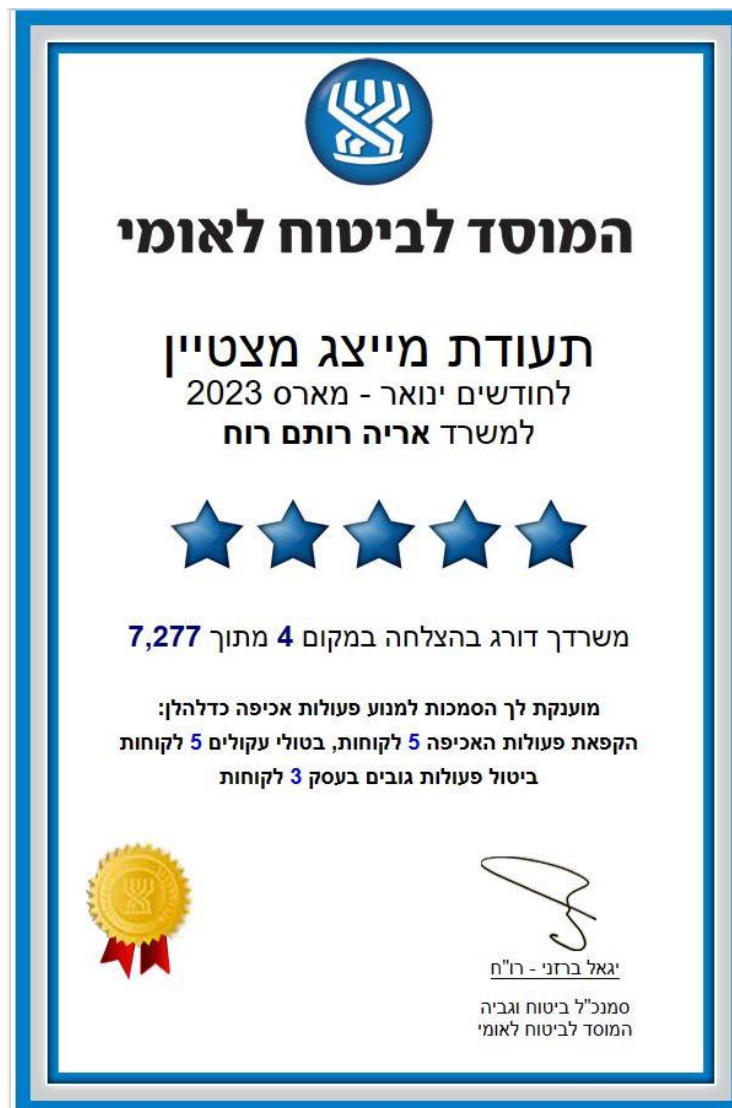 המוסד לביטוח לאומי
תעודת מייצג מצטיין
לחודשים ינואר - מארס 2023
למשרד אריה רותם רוח
משרדך דורג בהצלחה במקום 4 מתוך 7,277
מוענקת לך הסמכות למנוע פעולות אכיפה כדלהלן:
הקפאת פעולות האכיפה 5 לקוחות, בטולי עקולים 5 לקוחות
ביטול פעולות גובים בעסק 3 לקוחות
יגאל ברזני - רו"ח
סמנכ"ל ביטוח וגביה
המוסד לביטוח לאומי